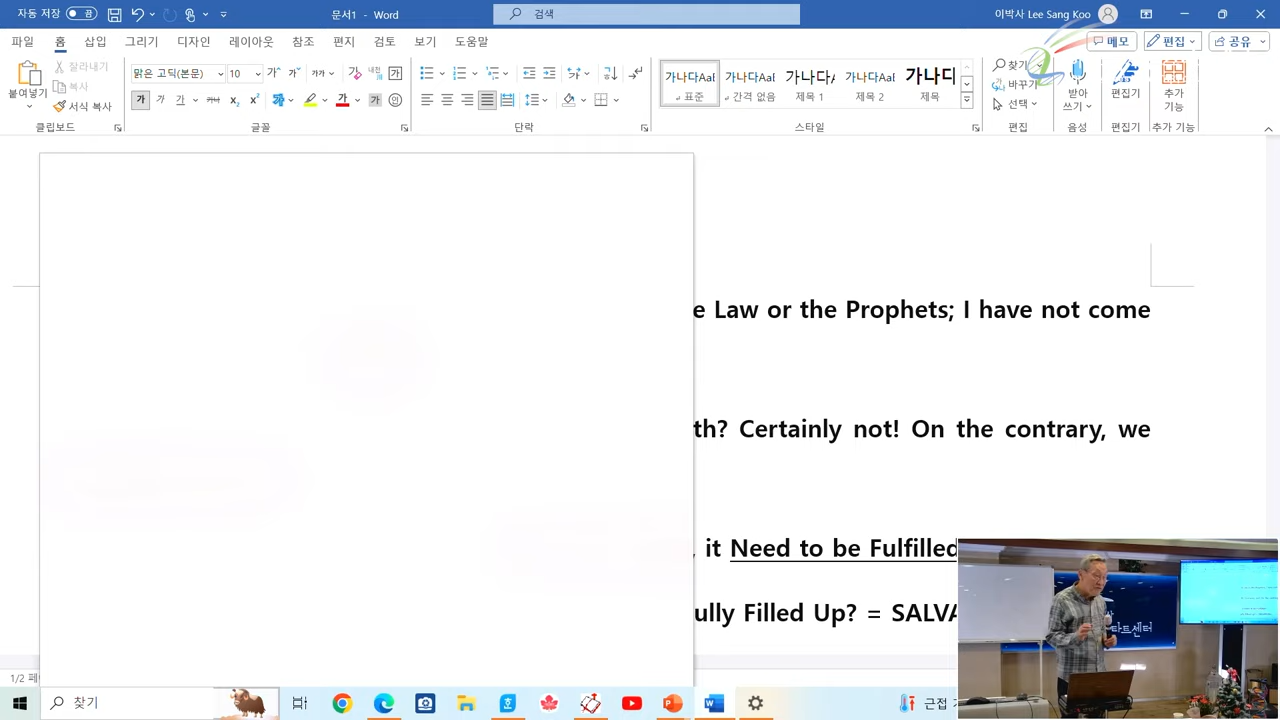 자동 저장
문서1 - Word
검색
이박사 Lee Sang Koo
파일 홈 삽입 그리기 디자인 레이아웃 참조 편지 검토 보기 도움말
메모 편집 공유
붙여넣기
잘라내기
복사
서식 복사
맑은 고딕(본문) 10
가나다AaI 가나다AaI 가나다 가나다AaI 가나다
표준 간격 없음 제목 1 제목 2 제목
찾기
바꾸기
선택
받아
쓰기
편집기
추가
기능
클립보드 글꼴 단락 스타일 편집 음성 편집기 추가 기능
e Law or the Prophets; I have not come
th? Certainly not! On the contrary, we
, it Need to be Fulfilled
ully Filled Up? = SALVA
타트센터
1/2
찾기
근접